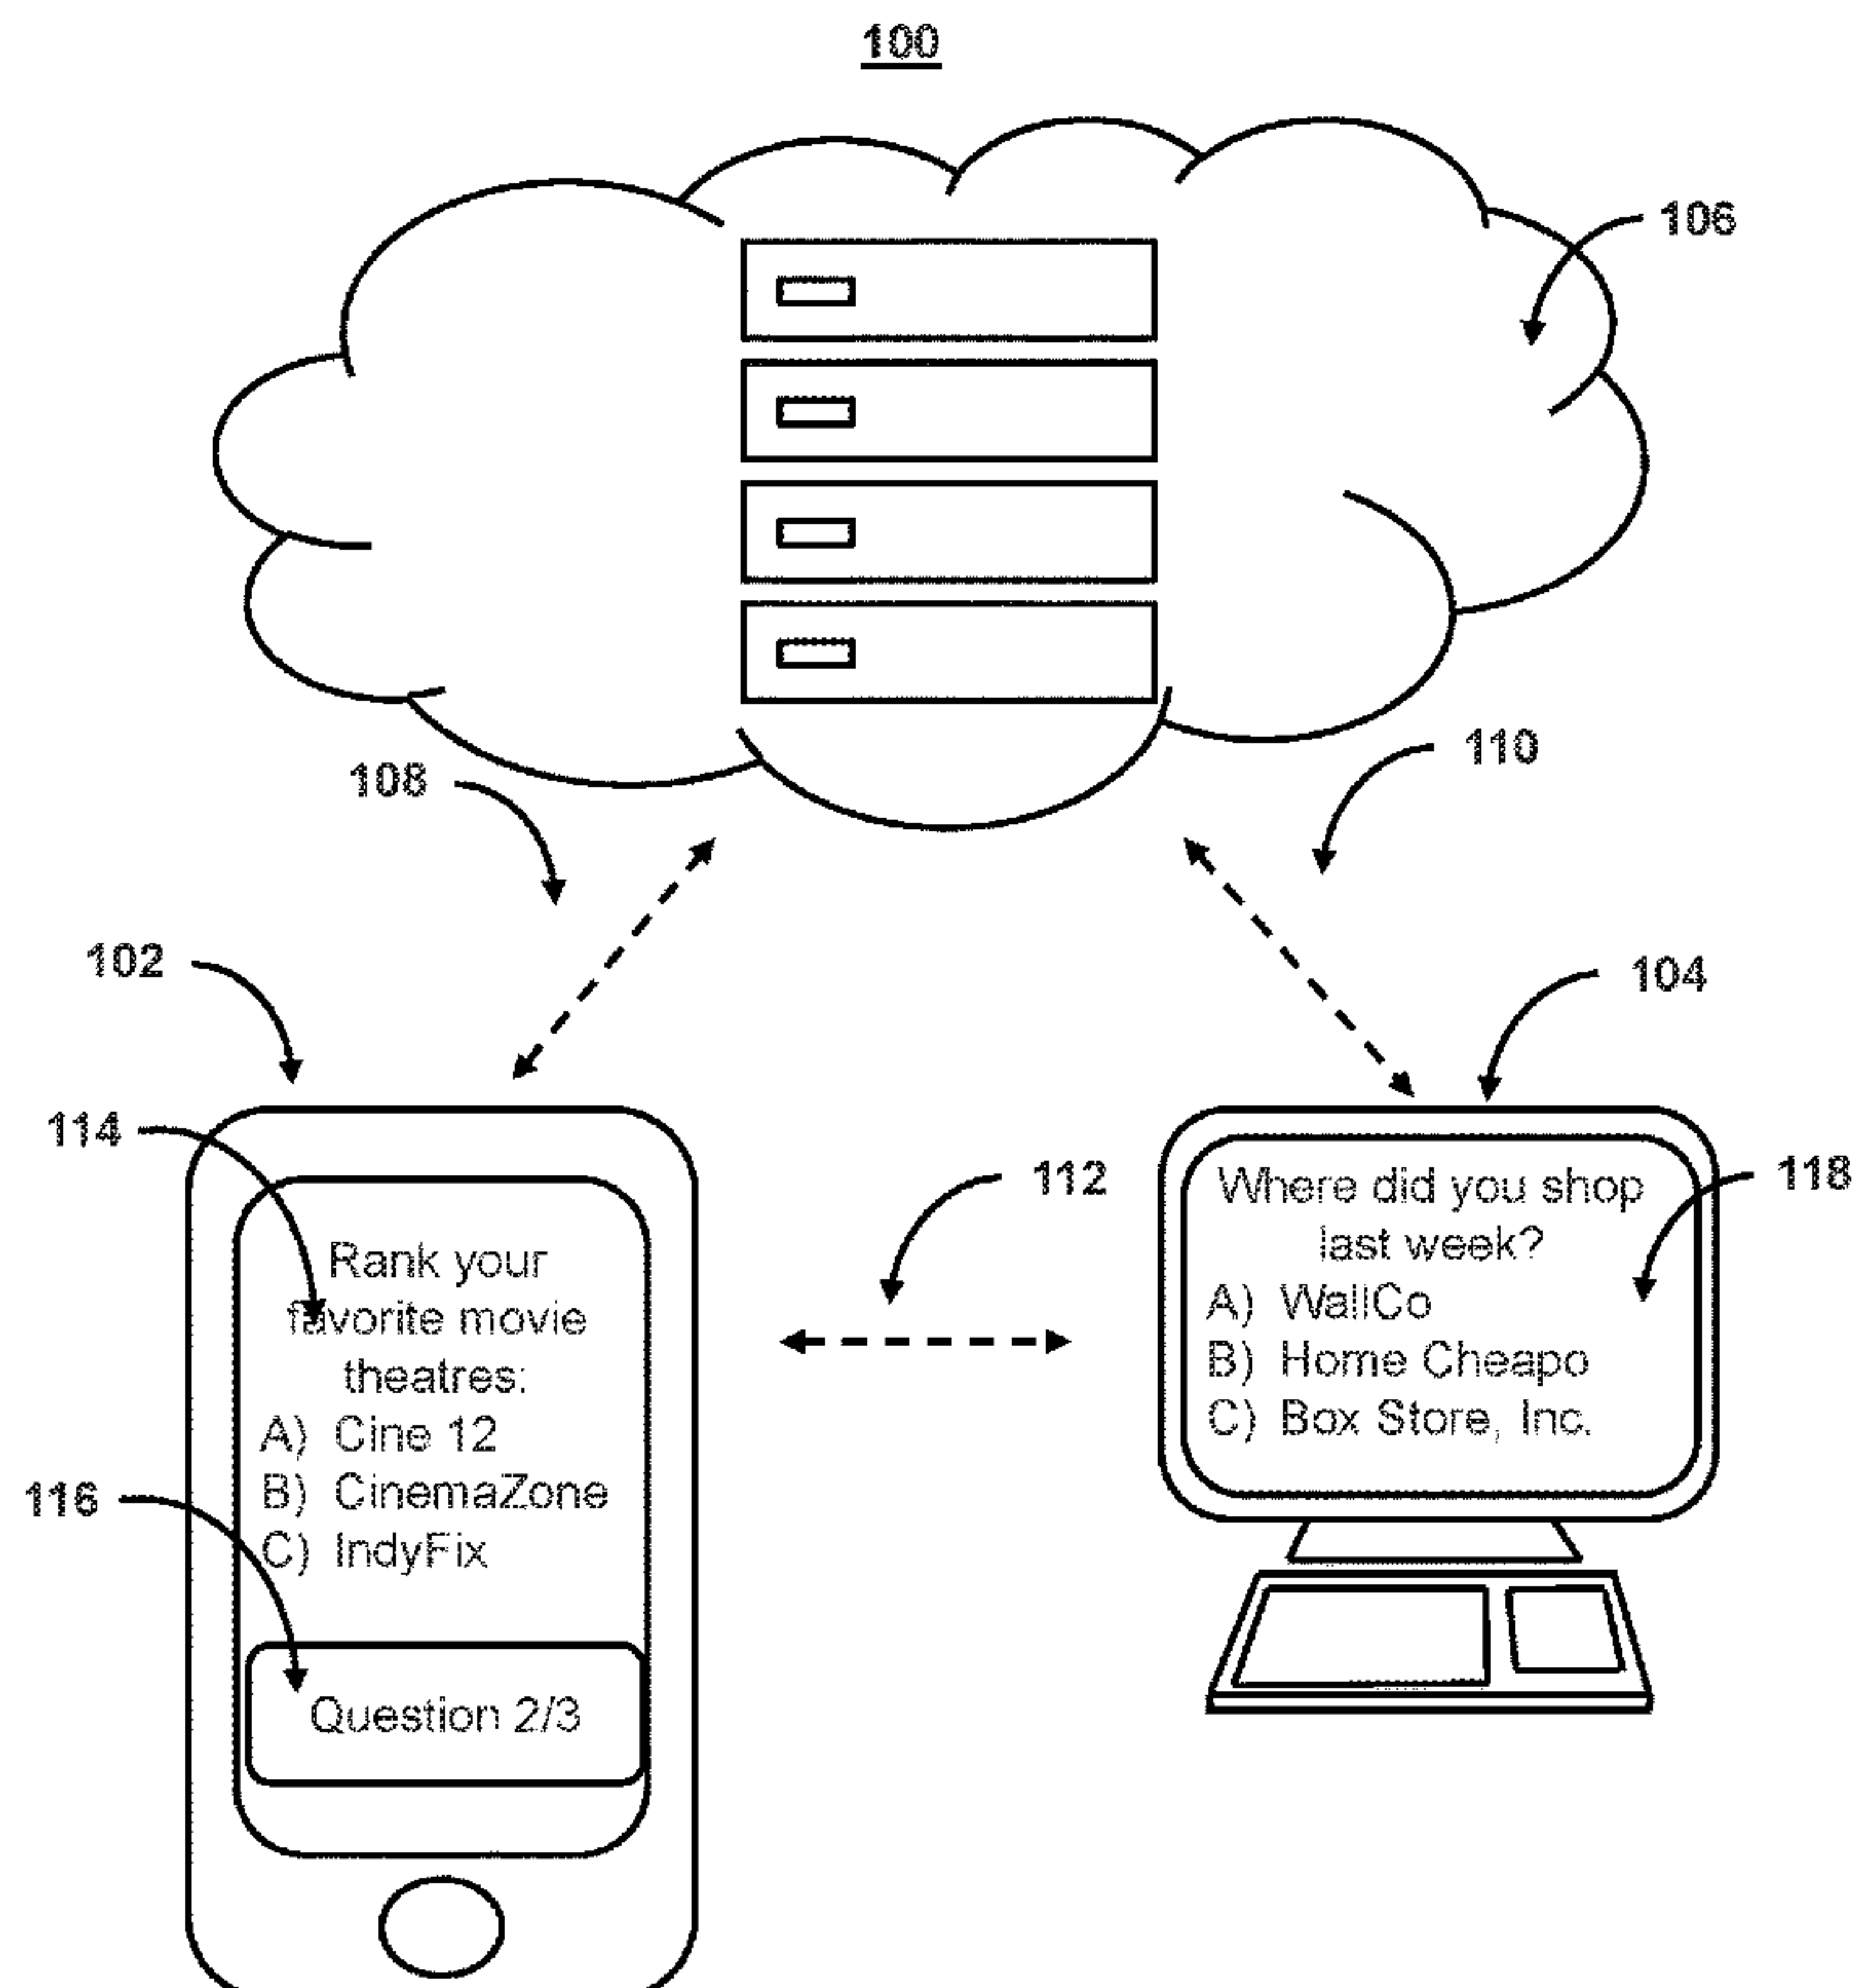 100
106
110
108
102
104
114
112
118
Where did you shop
last week?
A) WallCo
B) Home Cheapo
C) Box Store, Inc.
Rank your
favorite movie
theatres:
A) Cine 12
B) CinemaZone
C) IndyFix
116
Question 2/3